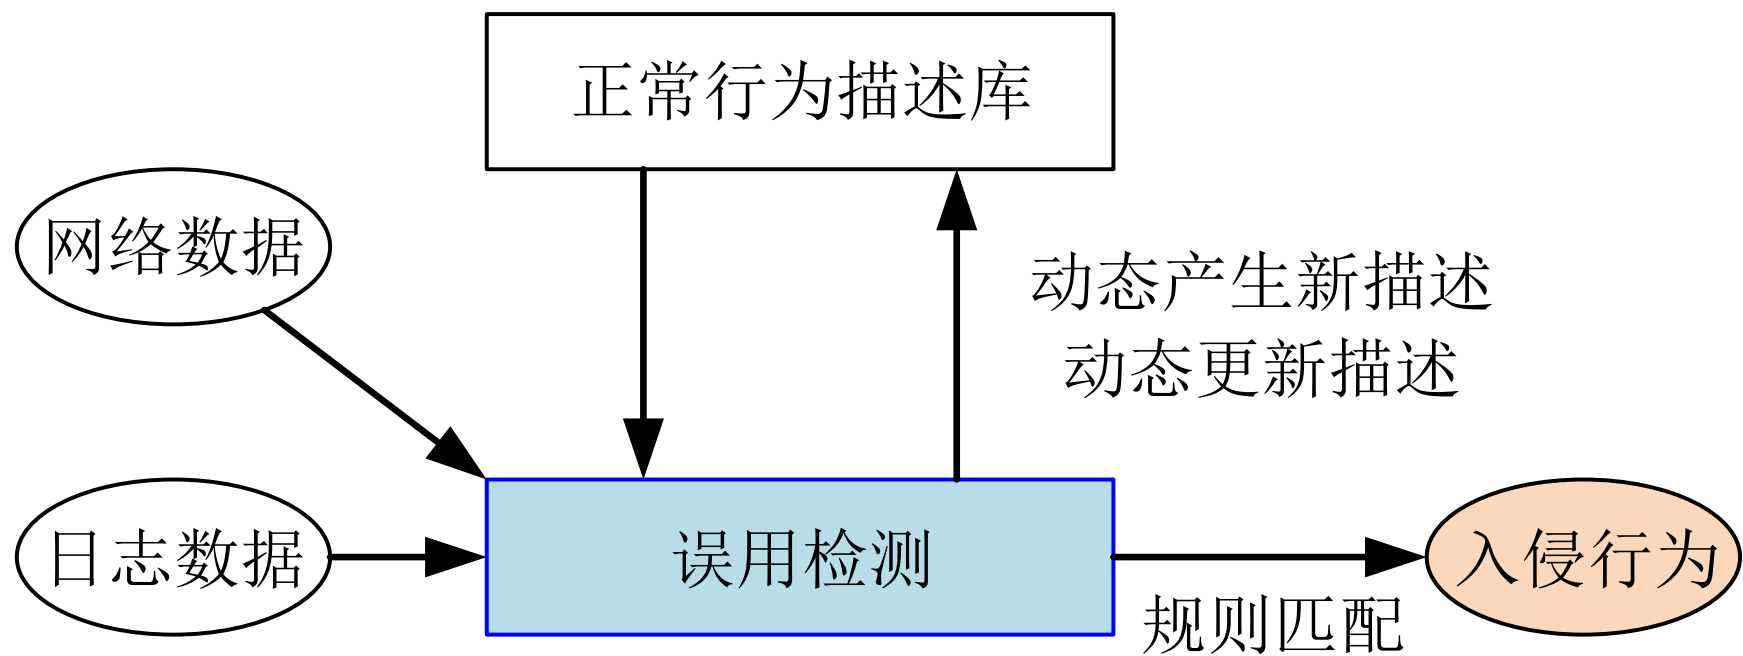 正常行为描述库
网络数据
动态产生新描述
动态更新描述
日志数据
误用检测
入侵行为
规则匹配